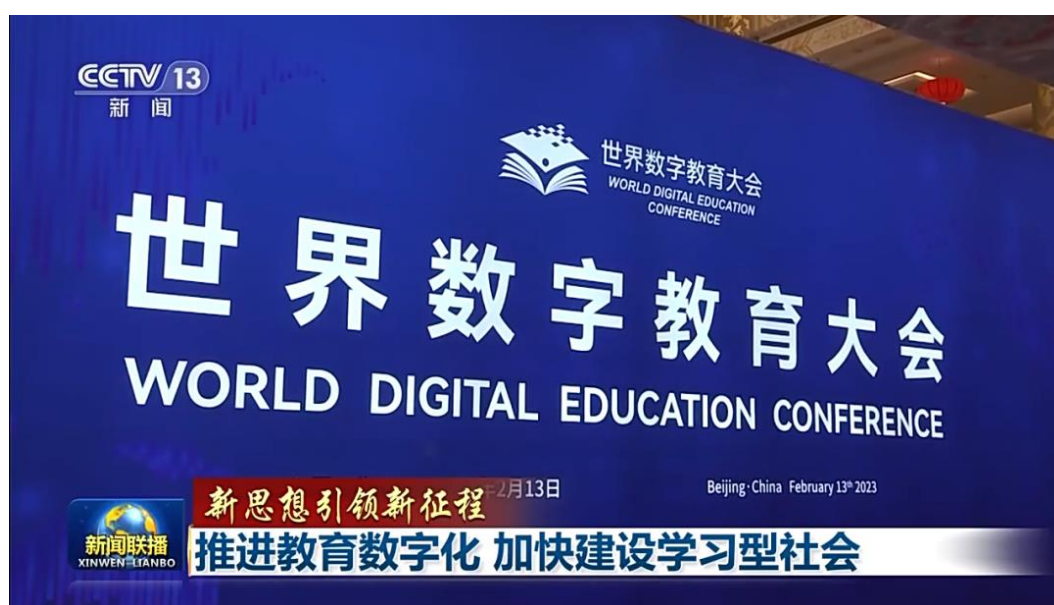 CCTV 13
新闻
世界数字教育大会
WORLD DIGITAL EDUCATION
CONFERENCE
世界数字教育大会
WORLD DIGITAL EDUCATION CONFERENCE
2月13日
Beijing·China February 13th 2023
新思想引领新征程
新闻联播
XINWEN LIANBO
推进教育数字化 加快建设学习型社会